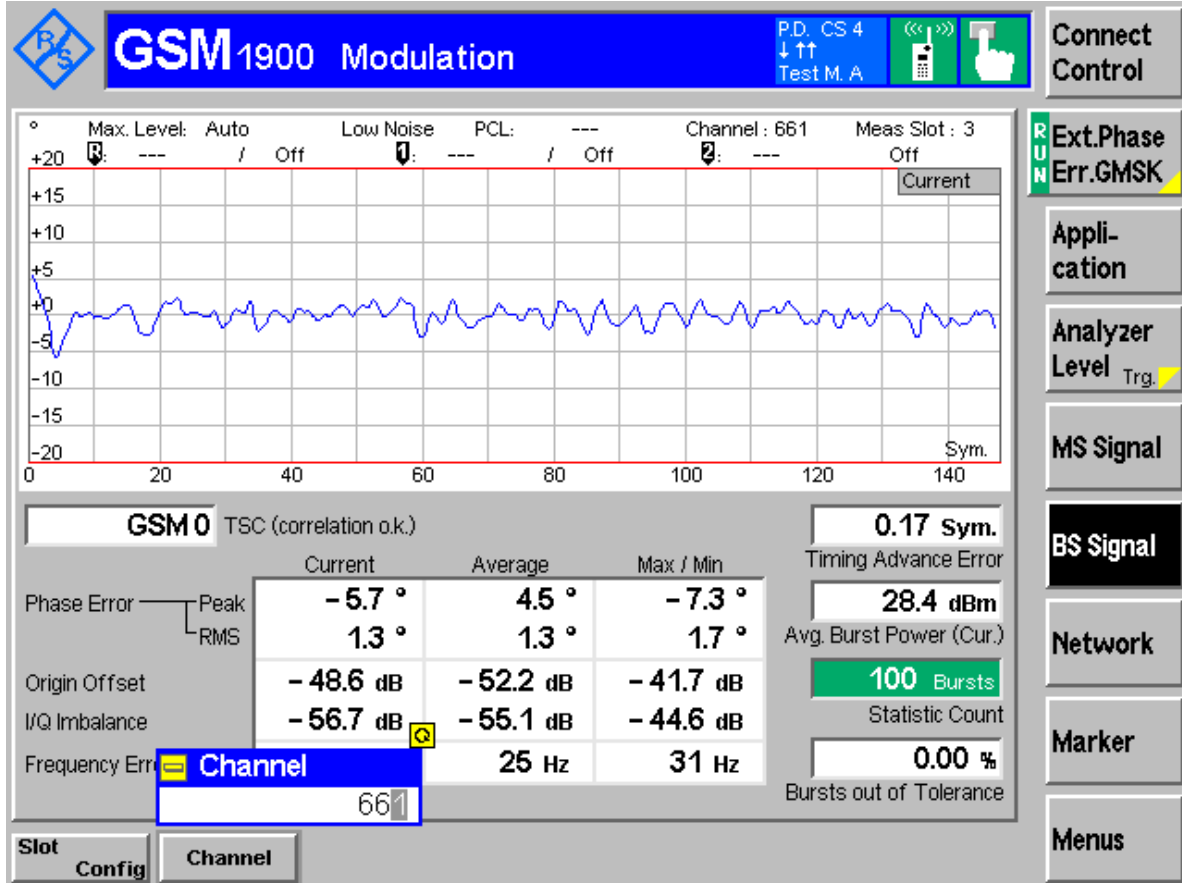 R/S GSM 1900 Modulation P.D. CS 4
↓ ↑↑
Test M. A
Connect
Control
° Max. Level: Auto Low Noise PCL: --- Channel : 661 Meas Slot : 3
R: --- / Off 1: --- / Off 2: --- Off
Current
RUN Ext.Phase
Err.GMSK
+20
+15
+10
+5
+0
-5
-10
-15
-20
Sym.
0 20 40 60 80 100 120 140
Appli-
cation
Analyzer
Level Trg.
MS Signal
GSM 0 TSC (correlation o.k.)
0.17 Sym.
Timing Advance Error
Current Average Max / Min
Phase Error Peak - 5.7 ° 4.5 ° - 7.3 °
RMS 1.3 ° 1.3 ° 1.7 °
28.4 dBm
Avg. Burst Power (Cur.)
Origin Offset - 48.6 dB - 52.2 dB - 41.7 dB
I/Q Imbalance - 56.7 dB - 55.1 dB - 44.6 dB
100 Bursts
Statistic Count
Frequency Err 25 Hz 31 Hz
0.00 %
Bursts out of Tolerance
Channel
661
BS Signal
Network
Marker
Menus
Slot
Config
Channel